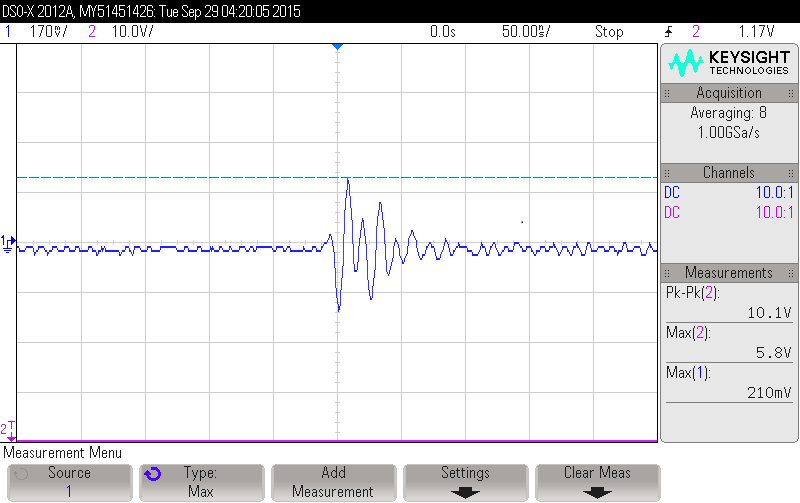 DSO-X 2012A, MY51451426: Tue Sep 29 04:20:05 2015
1 170mV/ 2 10.0V/ 0.0s 50.00ns/ Stop 2 1.17V
KEYSIGHT
TECHNOLOGIES
Acquisition
Averaging: 8
1.00GSa/s
Channels
DC 10.0:1
DC 10.0:1
Measurements
Pk-Pk(2):
10.1V
Max(2):
5.8V
Max(1):
210mV
1
2
T
Measurement Menu
Source
1
Type:
Max
Add
Measurement
Settings
Clear Meas